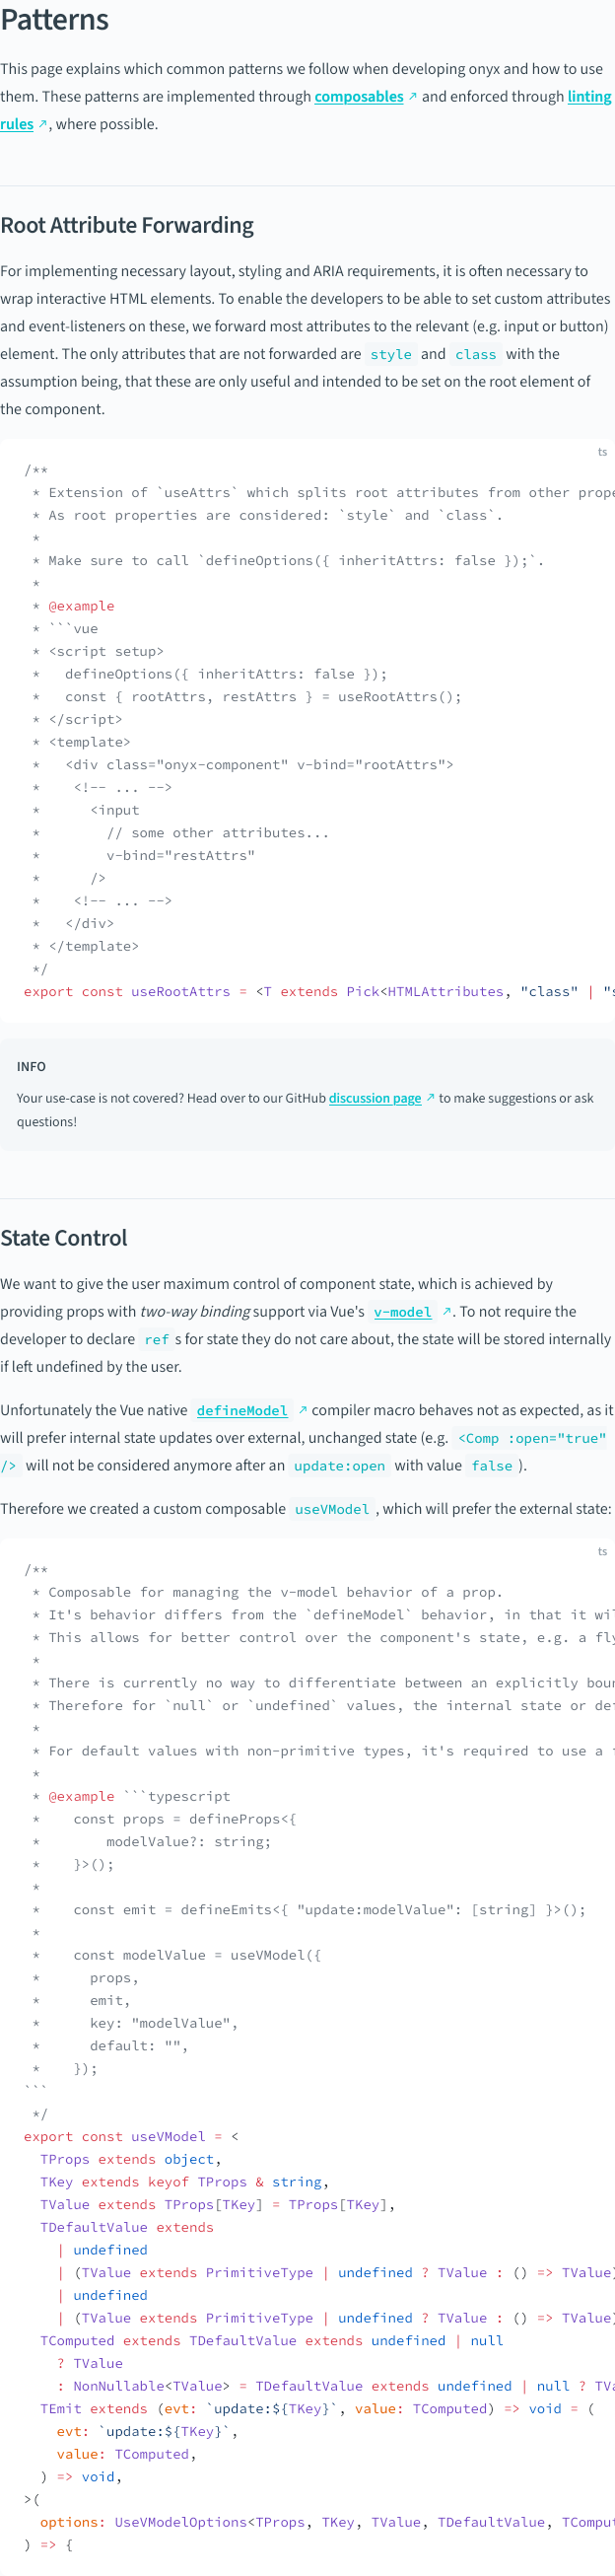 Patterns
This page explains which common patterns we follow when developing onyx and how to use
them. These patterns are implemented through composables ↗ and enforced through linting
rules ↗, where possible.
Root Attribute Forwarding
For implementing necessary layout, styling and ARIA requirements, it is often necessary to
wrap interactive HTML elements. To enable the developers to be able to set custom attributes
and event-listeners on these, we forward most attributes to the relevant (e.g. input or button)
element. The only attributes that are not forwarded are style and class with the
assumption being, that these are only useful and intended to be set on the root element of
the component.
ts
/**
 * Extension of `useAttrs` which splits root attributes from other prope
 * As root properties are considered: `style` and `class`.
 *
 * Make sure to call `defineOptions({ inheritAttrs: false });`.
 *
 * @example
 * ```vue
 * <script setup>
 *   defineOptions({ inheritAttrs: false });
 *   const { rootAttrs, restAttrs } = useRootAttrs();
 * </script>
 * <template>
 *   <div class="onyx-component" v-bind="rootAttrs">
 *    <!-- ... -->
 *      <input
 *        // some other attributes...
 *        v-bind="restAttrs"
 *      />
 *    <!-- ... -->
 *   </div>
 * </template>
 */
export const useRootAttrs = <T extends Pick<HTMLAttributes, "class" | "s
INFO
Your use-case is not covered? Head over to our GitHub discussion page ↗ to make suggestions or ask
questions!
State Control
We want to give the user maximum control of component state, which is achieved by
providing props with two-way binding support via Vue's v-model ↗. To not require the
developer to declare ref s for state they do not care about, the state will be stored internally
if left undefined by the user.
Unfortunately the Vue native defineModel ↗ compiler macro behaves not as expected, as it
will prefer internal state updates over external, unchanged state (e.g. <Comp :open="true"
/> will not be considered anymore after an update:open with value false ).
Therefore we created a custom composable useVModel , which will prefer the external state:
ts
/**
 * Composable for managing the v-model behavior of a prop.
 * It's behavior differs from the `defineModel` behavior, in that it wil
 * This allows for better control over the component's state, e.g. a fly
 *
 * There is currently no way to differentiate between an explicitly boun
 * Therefore for `null` or `undefined` values, the internal state or def
 *
 * For default values with non-primitive types, it's required to use a f
 *
 * @example ```typescript
 *    const props = defineProps<{
 *        modelValue?: string;
 *    }>();
 *
 *    const emit = defineEmits<{ "update:modelValue": [string] }>();
 *
 *    const modelValue = useVModel({
 *      props,
 *      emit,
 *      key: "modelValue",
 *      default: "",
 *    });
```
 */
export const useVModel = <
  TProps extends object,
  TKey extends keyof TProps & string,
  TValue extends TProps[TKey] = TProps[TKey],
  TDefaultValue extends
    | undefined
    | (TValue extends PrimitiveType | undefined ? TValue : () => TValue)
    | undefined
    | (TValue extends PrimitiveType | undefined ? TValue : () => TValue)
  TComputed extends TDefaultValue extends undefined | null
    ? TValue
    : NonNullable<TValue> = TDefaultValue extends undefined | null ? TVa
  TEmit extends (evt: `update:${TKey}`, value: TComputed) => void = (
    evt: `update:${TKey}`,
    value: TComputed,
  ) => void,
>(
  options: UseVModelOptions<TProps, TKey, TValue, TDefaultValue, TComput
) => {